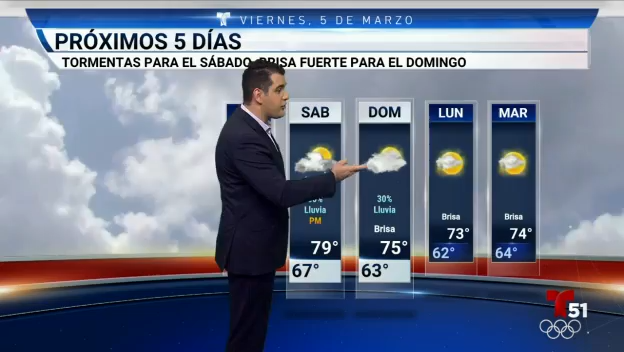 VIERNES, 5 DE MARZO
PRÓXIMOS 5 DÍAS
TORMENTAS PARA EL SÁBADO, BRISA FUERTE PARA EL DOMINGO
SAB
DOM
LUN
MAR
30%
Lluvia
Lluvia
PM
Brisa
Brisa
Brisa
79°
75°
73°
74°
67°
63°
62°
64°
51